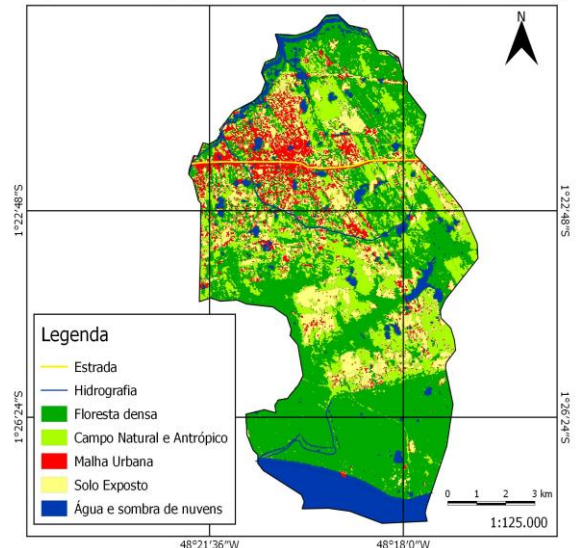 N
1°22'48"S
1°22'48"S
Legenda
Estrada
Hidrografia
Floresta densa
Campo Natural e Antrópico
Malha Urbana
Solo Exposto
Água e sombra de nuvens
1°26'24"S
1°26'24"S
0 1 2 3 km
1:125.000
48°21'36"W
48°18'0"W